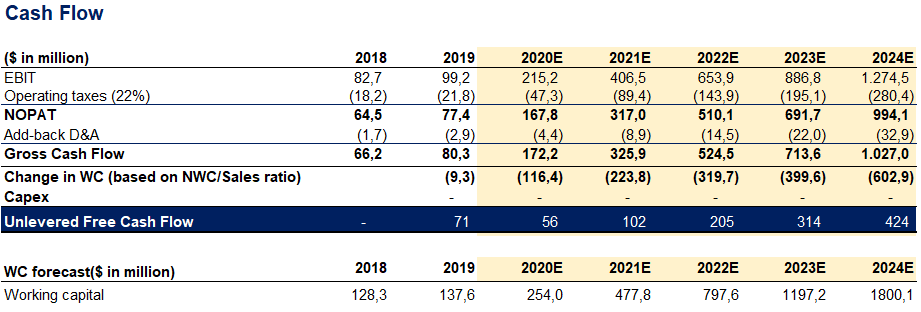 Cash Flow
($ in million) 2018 2019 2020E 2021E 2022E 2023E 2024E
EBIT 82,7 99,2 215,2 406,5 653,9 886,8 1.274,5
Operating taxes (22%) (18,2) (21,8) (47,3) (89,4) (143,9) (195,1) (280,4)
NOPAT 64,5 77,4 167,8 317,0 510,1 691,7 994,1
Add-back D&A (1,7) (2,9) (4,4) (8,9) (14,5) (22,0) (32,9)
Gross Cash Flow 66,2 80,3 172,2 325,9 524,5 713,6 1.027,0
Change in WC (based on NWC/Sales ratio) (9,3) (116,4) (223,8) (319,7) (399,6) (602,9)
Capex - - - - - -
Unlevered Free Cash Flow - 71 56 102 205 314 424
WC forecast($ in million) 2018 2019 2020E 2021E 2022E 2023E 2024E
Working capital 128,3 137,6 254,0 477,8 797,6 1197,2 1800,1